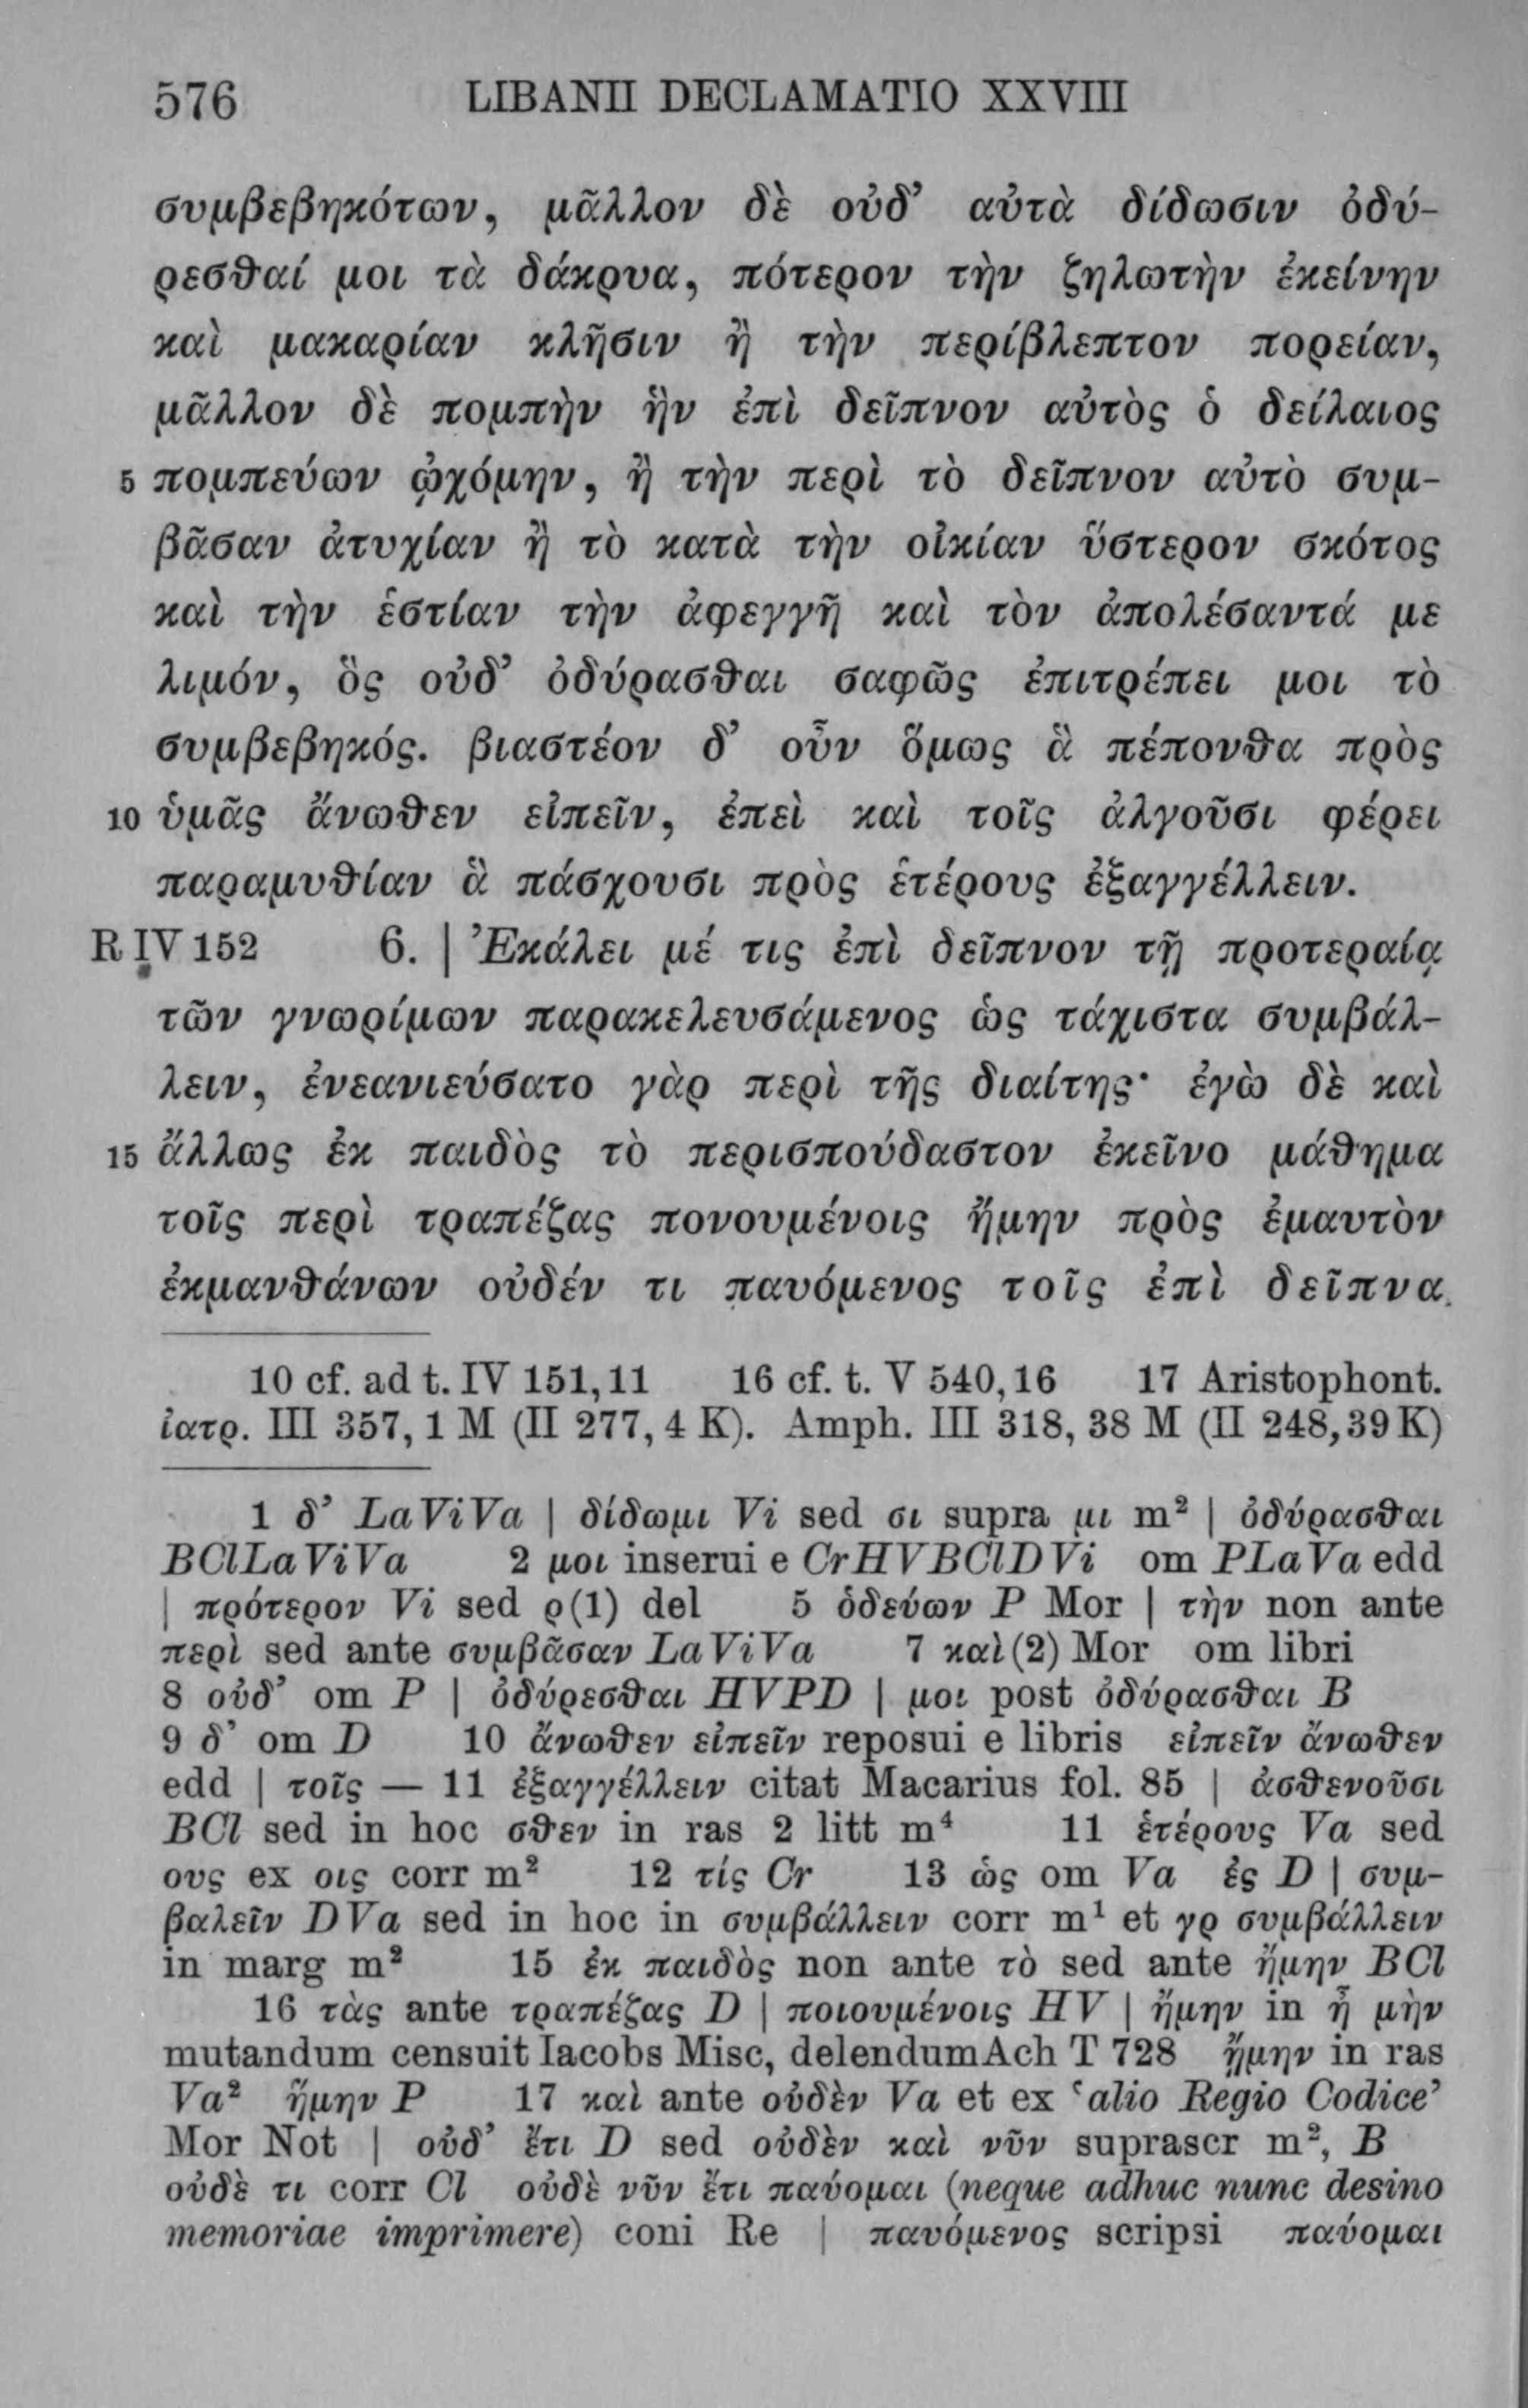 576 LIBANII DECLAMATIO XXVIII
συμβεβηκότων, μᾶλλον δὲ οὐδ’ αὐτὰ δίδωσιν ὀδύ-
ρεσθαί μοι τὰ δάκρυα, πότερον τὴν ζηλωτὴν ἐκείνην
καὶ μακαρίαν κλῆσιν ἢ τὴν περίβλεπτον πορείαν,
μᾶλλον δὲ πομπὴν ἣν ἐπὶ δεῖπνον αὐτὸς ὁ δείλαιος
5 πομπεύων ᾠχόμην, ἢ τὴν περὶ τὸ δεῖπνον αὐτὸ συμ-
βᾶσαν ἀτυχίαν ἢ τὸ κατὰ τὴν οἰκίαν ὕστερον σκότος
καὶ τὴν ἑστίαν τὴν ἀφεγγῆ καὶ τὸν ἀπολέσαντά με
λιμόν, ὃς οὐδ’ ὀδύρασθαι σαφῶς ἐπιτρέπει μοι τὸ
συμβεβηκός. βιαστέον δ’ οὖν ὅμως ἃ πέπονθα πρὸς
10 ὑμᾶς ἄνωθεν εἰπεῖν, ἐπεὶ καὶ τοῖς ἀλγοῦσι φέρει
παραμυθίαν ἃ πάσχουσι πρὸς ἑτέρους ἐξαγγέλλειν.
R IV 152 6. | Ἐκάλει μέ τις ἐπὶ δεῖπνον τῇ προτεραίᾳ
τῶν γνωρίμων παρακελευσάμενος ὡς τάχιστα συμβάλ-
λειν, ἐνεανιεύσατο γὰρ περὶ τῆς διαίτης· ἐγὼ δὲ καὶ
15 ἄλλως ἐκ παιδὸς τὸ περισπούδαστον ἐκεῖνο μάθημα
τοῖς περὶ τραπέζας πονουμένοις ἤμην πρὸς ἐμαυτὸν
ἐκμανθάνων οὐδέν τι παυόμενος τοῖς ἐπὶ δεῖπνα
10 cf. ad t. IV 151,11 16 cf. t. V 540,16 17 Aristophont.
ἰατρ. III 357, 1 M (II 277, 4 K). Amph. III 318, 38 M (II 248,39 K)
1 δ’ LaViVa | δίδωμι Vi sed σι supra μι m² | ὀδύρασθαι
BClLaViVa 2 μοι inserui e CrHVBClDVi om PLaVa edd
| πρότερον Vi sed ρ(1) del 5 ὁδεύων P Mor | τὴν non ante
περὶ sed ante συμβᾶσαν LaViVa 7 καὶ(2) Mor om libri
8 οὐδ’ om P | ὀδύρεσθαι HVPD | μοι post ὀδύρασθαι B
9 δ’ om D 10 ἄνωθεν εἰπεῖν reposui e libris εἰπεῖν ἄνωθεν
edd | τοῖς — 11 ἐξαγγέλλειν citat Macarius fol. 85 | ἀσθενοῦσι
BCl sed in hoc σθεν in ras 2 litt m⁴ 11 ἑτέρους Va sed
ους ex οις corr m² 12 τίς Cr 13 ὡς om Va ἐς D | συμ-
βαλεῖν DVa sed in hoc in συμβάλλειν corr m¹ et γρ συμβάλλειν
in marg m² 15 ἐκ παιδὸς non ante τὸ sed ante ἤμην BCl
16 τὰς ante τραπέζας D | ποιουμένοις HV | ἤμην in ἦ μὴν
mutandum censuit Iacobs Misc, delendum Ach T 728 ᾔμην in ras
Va² ἥμην P 17 καὶ ante οὐδὲν Va et ex ‘alio Regio Codice’
Mor Not | οὐδ’ ἔτι D sed οὐδὲν καὶ νῦν suprascr m², B
οὐδὲ τι corr Cl οὐδὲ νῦν ἔτι παύομαι (neque adhuc nunc desino
memoriae imprimere) coni Re | παυόμενος scripsi παύομαι